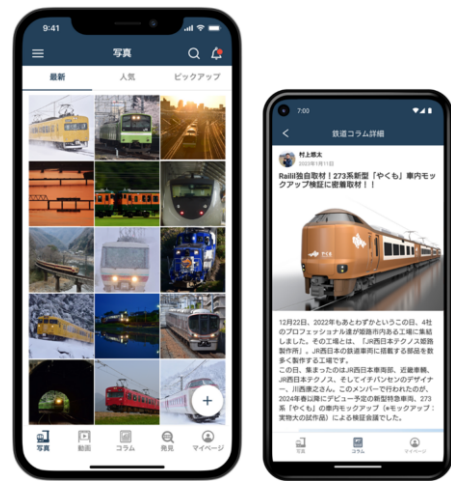 9:41
写真
最新
人気
ピックアップ
写真
動画
コラム
発見
マイページ
7:00
鉄道コラム詳細
村上悠太
2023年1月11日
Raili独自取材！273系新型「やくも」車内モックアップ検証に密着取材！！
12月22日、2022年もあとわずかというこの日、4社
のプロフェッショナル達が姫路市内ある工場に集結
しました。その工場とは、「JR西日本テクノス姫路
製作所」。JR西日本の鉄道車両に搭載する部品を数
多く製作する工場です。
この日、集まったのはJR西日本車両部、近畿車輛、
JR西日本テクノス、そしてイチバンセンのデザイナ
ー、川西康之さん。このメンバーで行われたのが、
2024年春以降にデビュー予定の新型特急車両、273
系「やくも」の車内モックアップ（*モックアップ：
実物大の試作品）による検証会議でした。
写真
コラム
マイページ